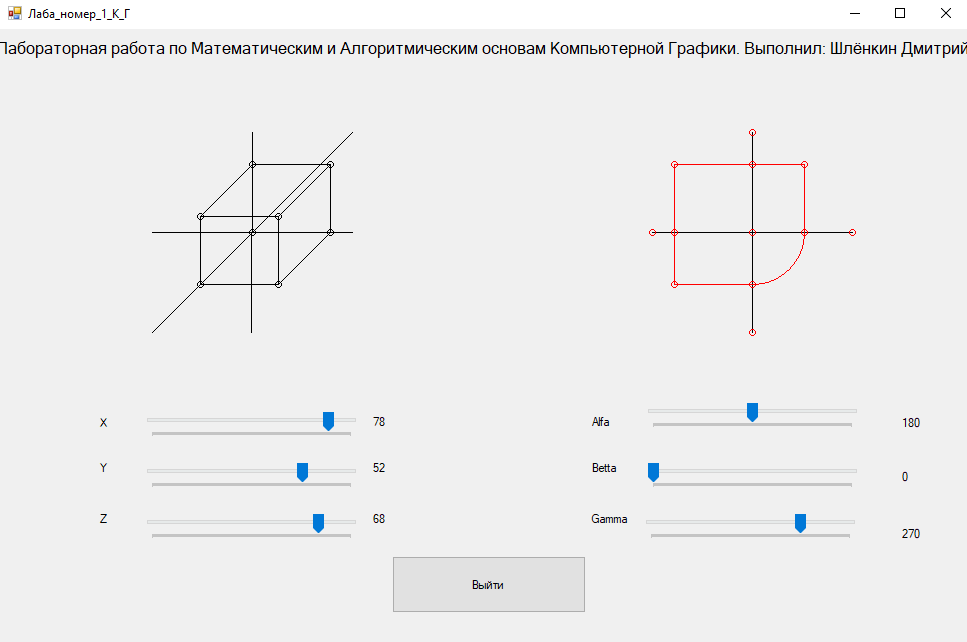 Лаба_номер_1_К_Г
Лабораторная работа по Математическим и Алгоритмическим основам Компьютерной Графики. Выполнил: Шлёнкин Дмитрий
X 78
Alfa 180
Y 52
Betta 0
Z 68
Gamma 270
Выйти